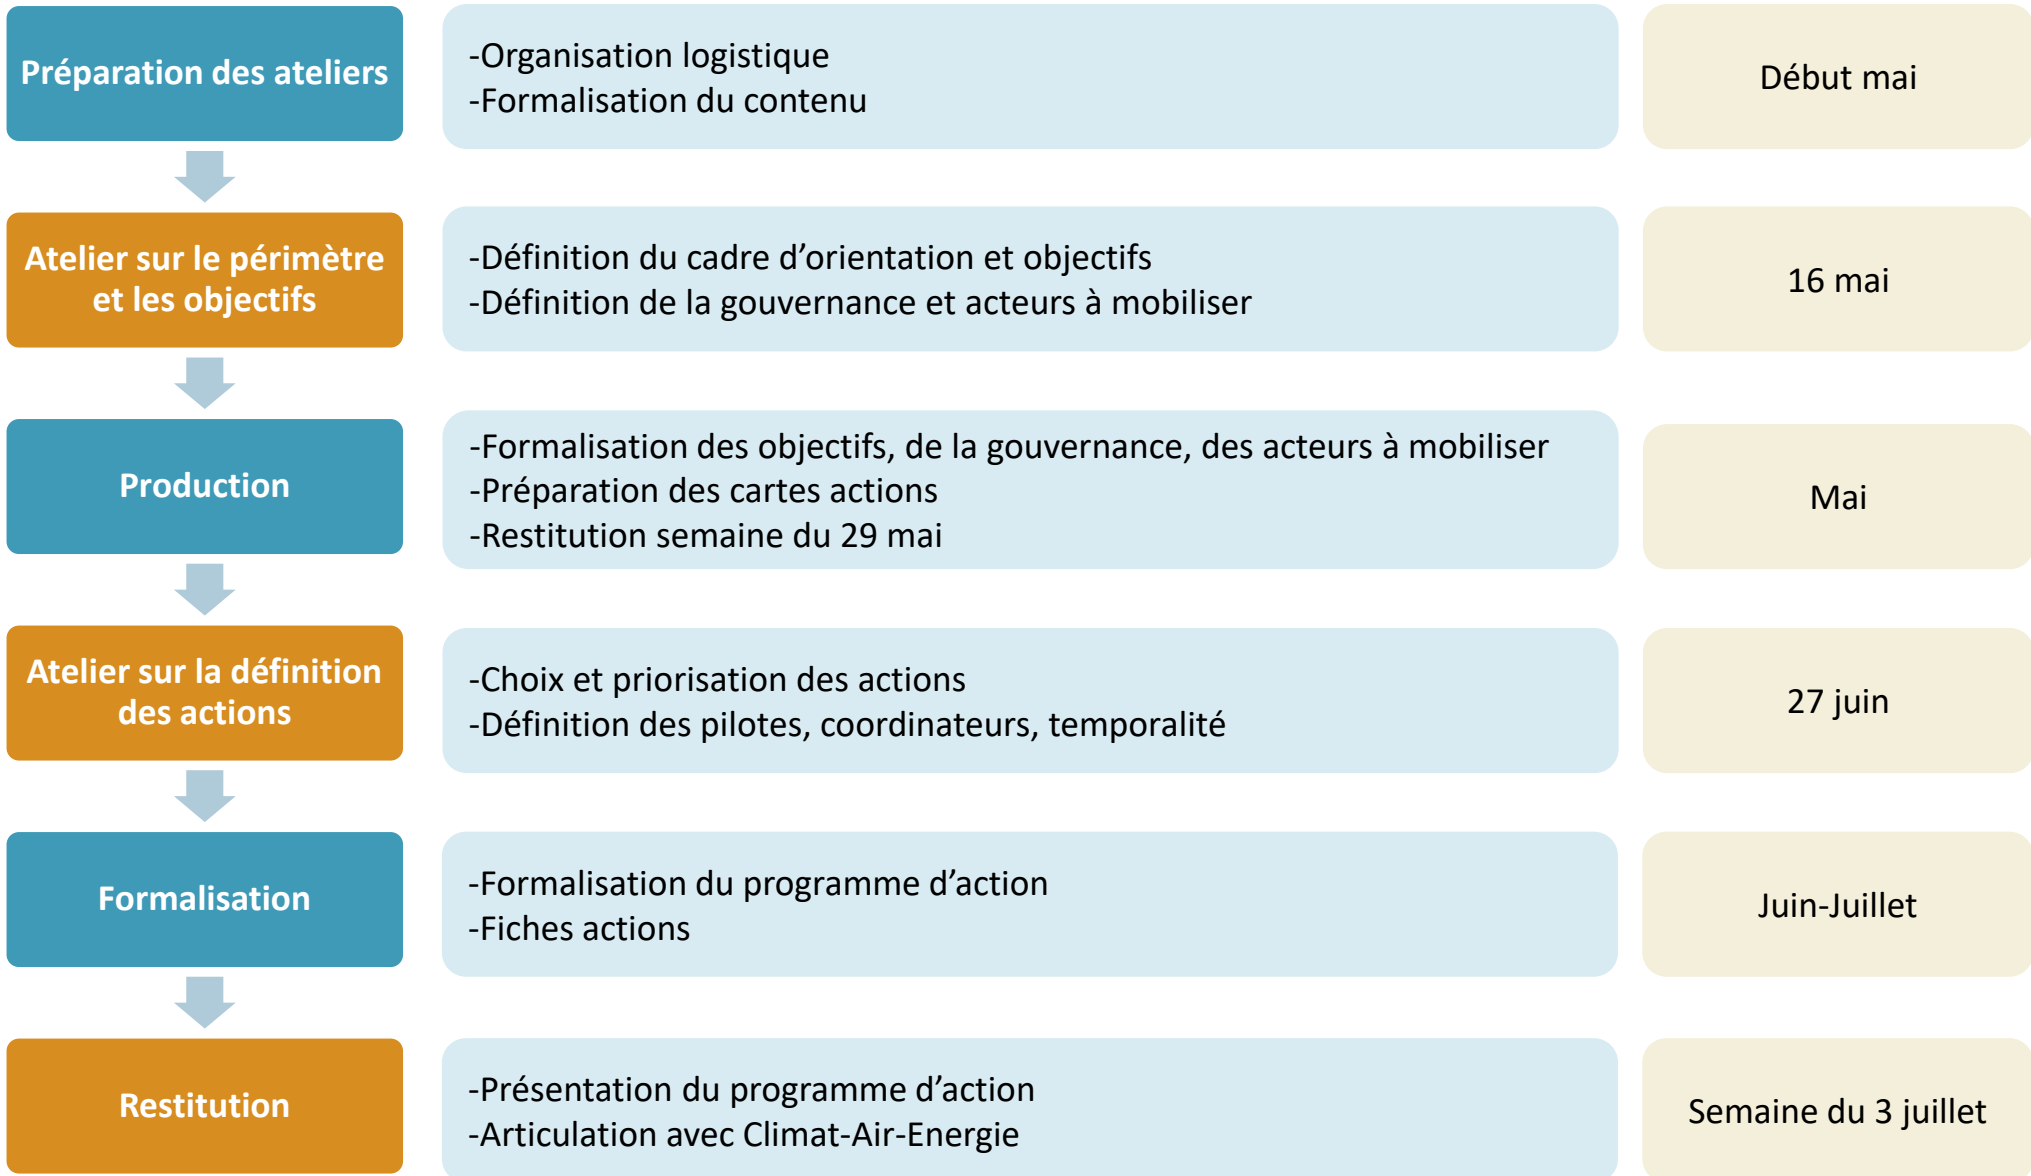 Préparation des ateliers
-Organisation logistique
-Formalisation du contenu
Début mai
Atelier sur le périmètre
et les objectifs
-Définition du cadre d’orientation et objectifs
-Définition de la gouvernance et acteurs à mobiliser
16 mai
Production
-Formalisation des objectifs, de la gouvernance, des acteurs à mobiliser
-Préparation des cartes actions
-Restitution semaine du 29 mai
Mai
Atelier sur la définition
des actions
-Choix et priorisation des actions
-Définition des pilotes, coordinateurs, temporalité
27 juin
Formalisation
-Formalisation du programme d’action
-Fiches actions
Juin-Juillet
Restitution
-Présentation du programme d’action
-Articulation avec Climat-Air-Energie
Semaine du 3 juillet